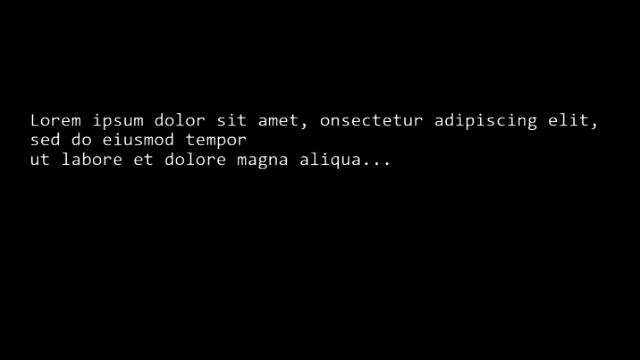 Lorem ipsum dolor sit amet, onsectetur adipiscing elit,
sed do eiusmod tempor
ut labore et dolore magna aliqua...